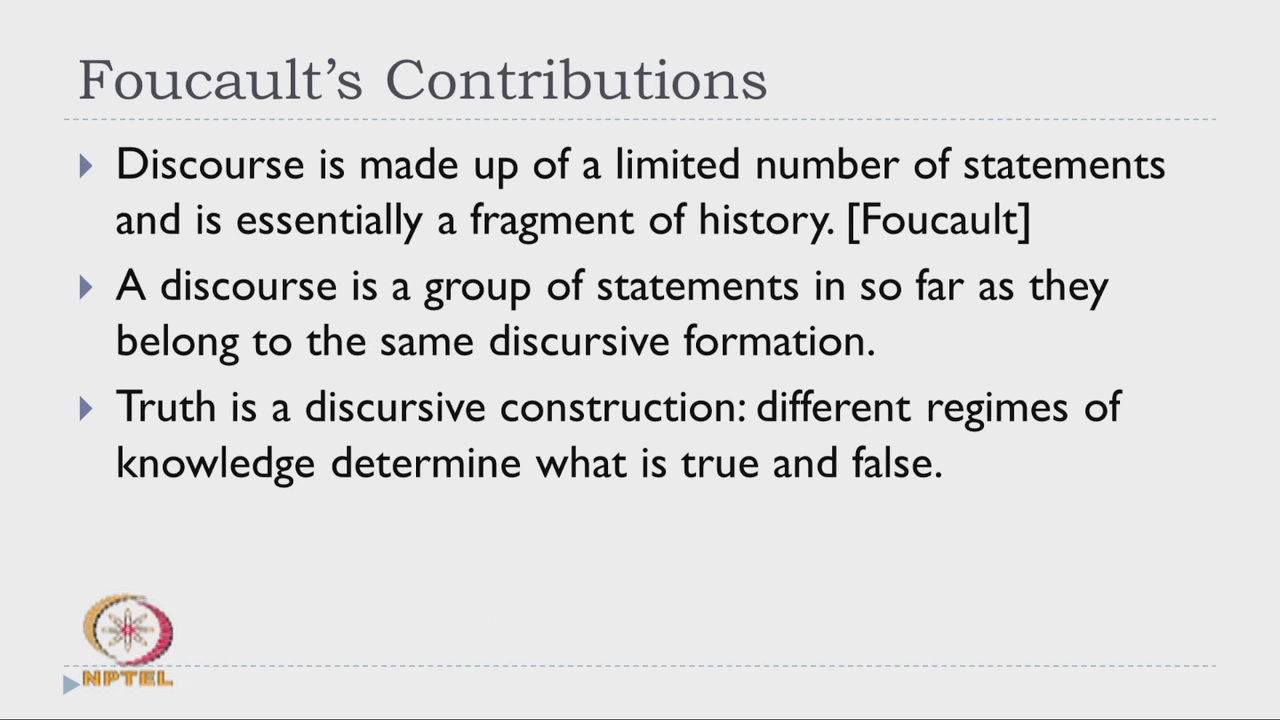 Foucault’s Contributions
Discourse is made up of a limited number of statements
and is essentially a fragment of history. [Foucault]
A discourse is a group of statements in so far as they
belong to the same discursive formation.
Truth is a discursive construction: different regimes of
knowledge determine what is true and false.
NPTEL